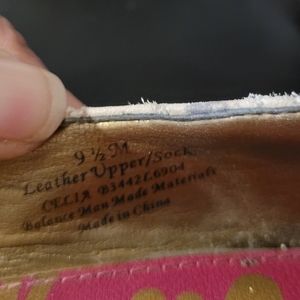 9 ½ M
Leather Upper/Sock
CELIA B3442L6904
Balance Man Made Materials
Made in China